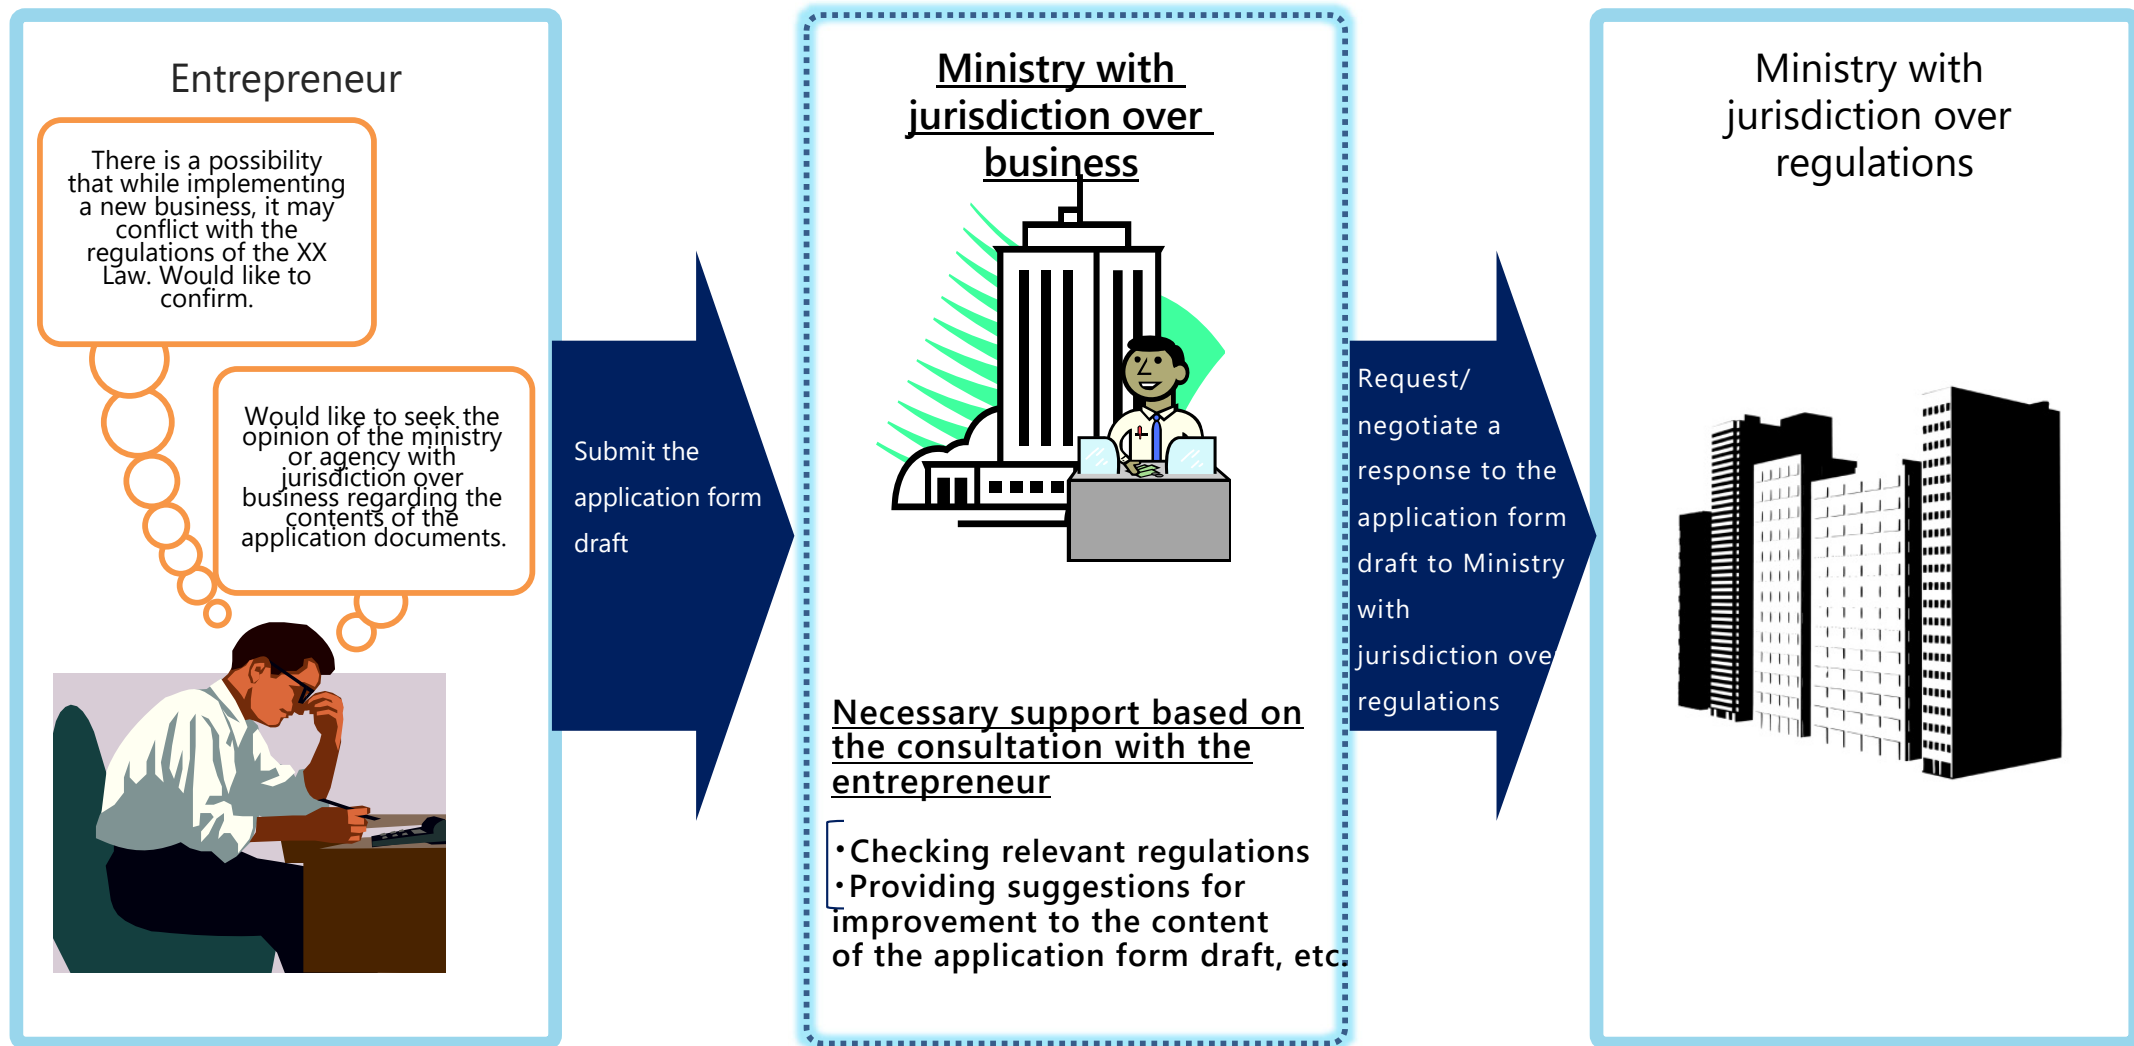 Entrepreneur
There is a possibility
that while implementing
a new business, it may
conflict with the
regulations of the XX
Law. Would like to
confirm.
Would like to seek the
opinion of the ministry
or agency with
jurisdiction over
business regarding the
contents of the
application documents.
Submit the
application form
draft
Ministry with
jurisdiction over
business
Necessary support based on
the consultation with the
entrepreneur
・Checking relevant regulations
・Providing suggestions for
improvement to the content
of the application form draft, etc.
Request/
negotiate a
response to the
application form
draft to Ministry
with
jurisdiction over
regulations
Ministry with
jurisdiction over
regulations